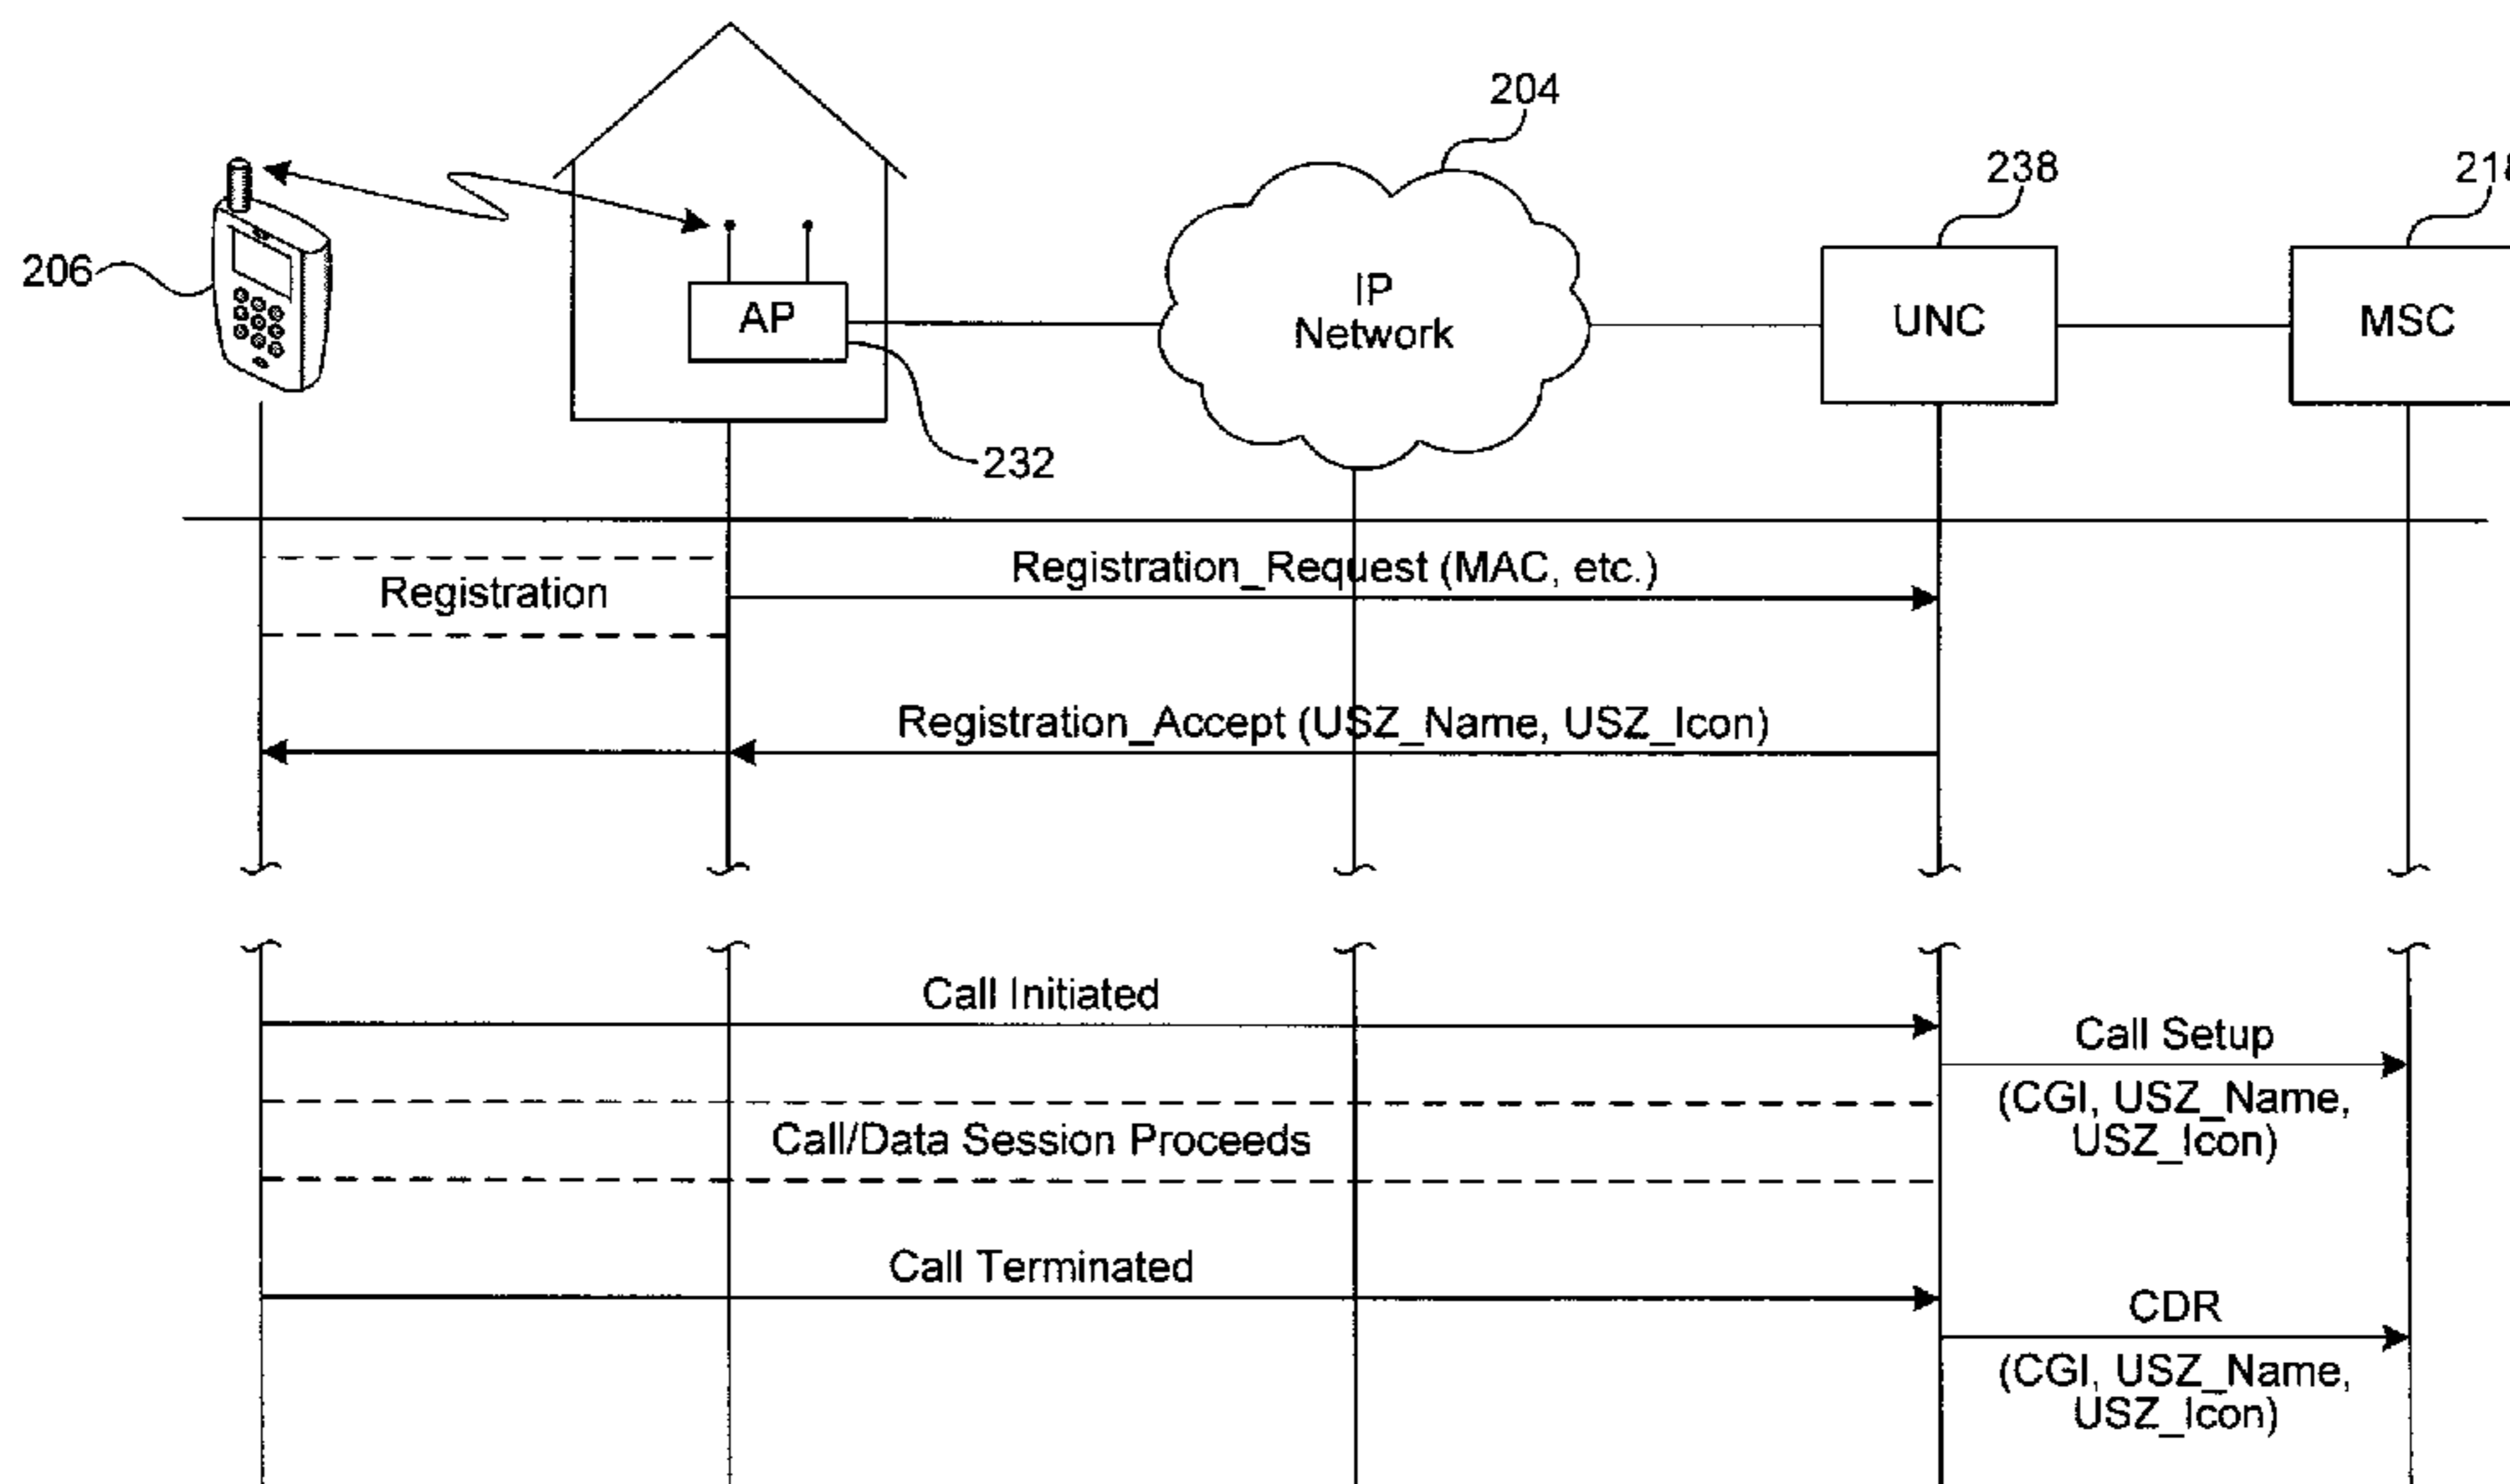 204
238
206
IP
Network
AP
UNC
MSC
232
Registration_Request (MAC, etc.)
Registration
Registration_Accept (USZ_Name, USZ_Icon)
Call Initiated
Call Setup
(CGI, USZ_Name,
USZ_Icon)
Call/Data Session Proceeds
Call Terminated
CDR
(CGI, USZ_Name,
USZ_Icon)